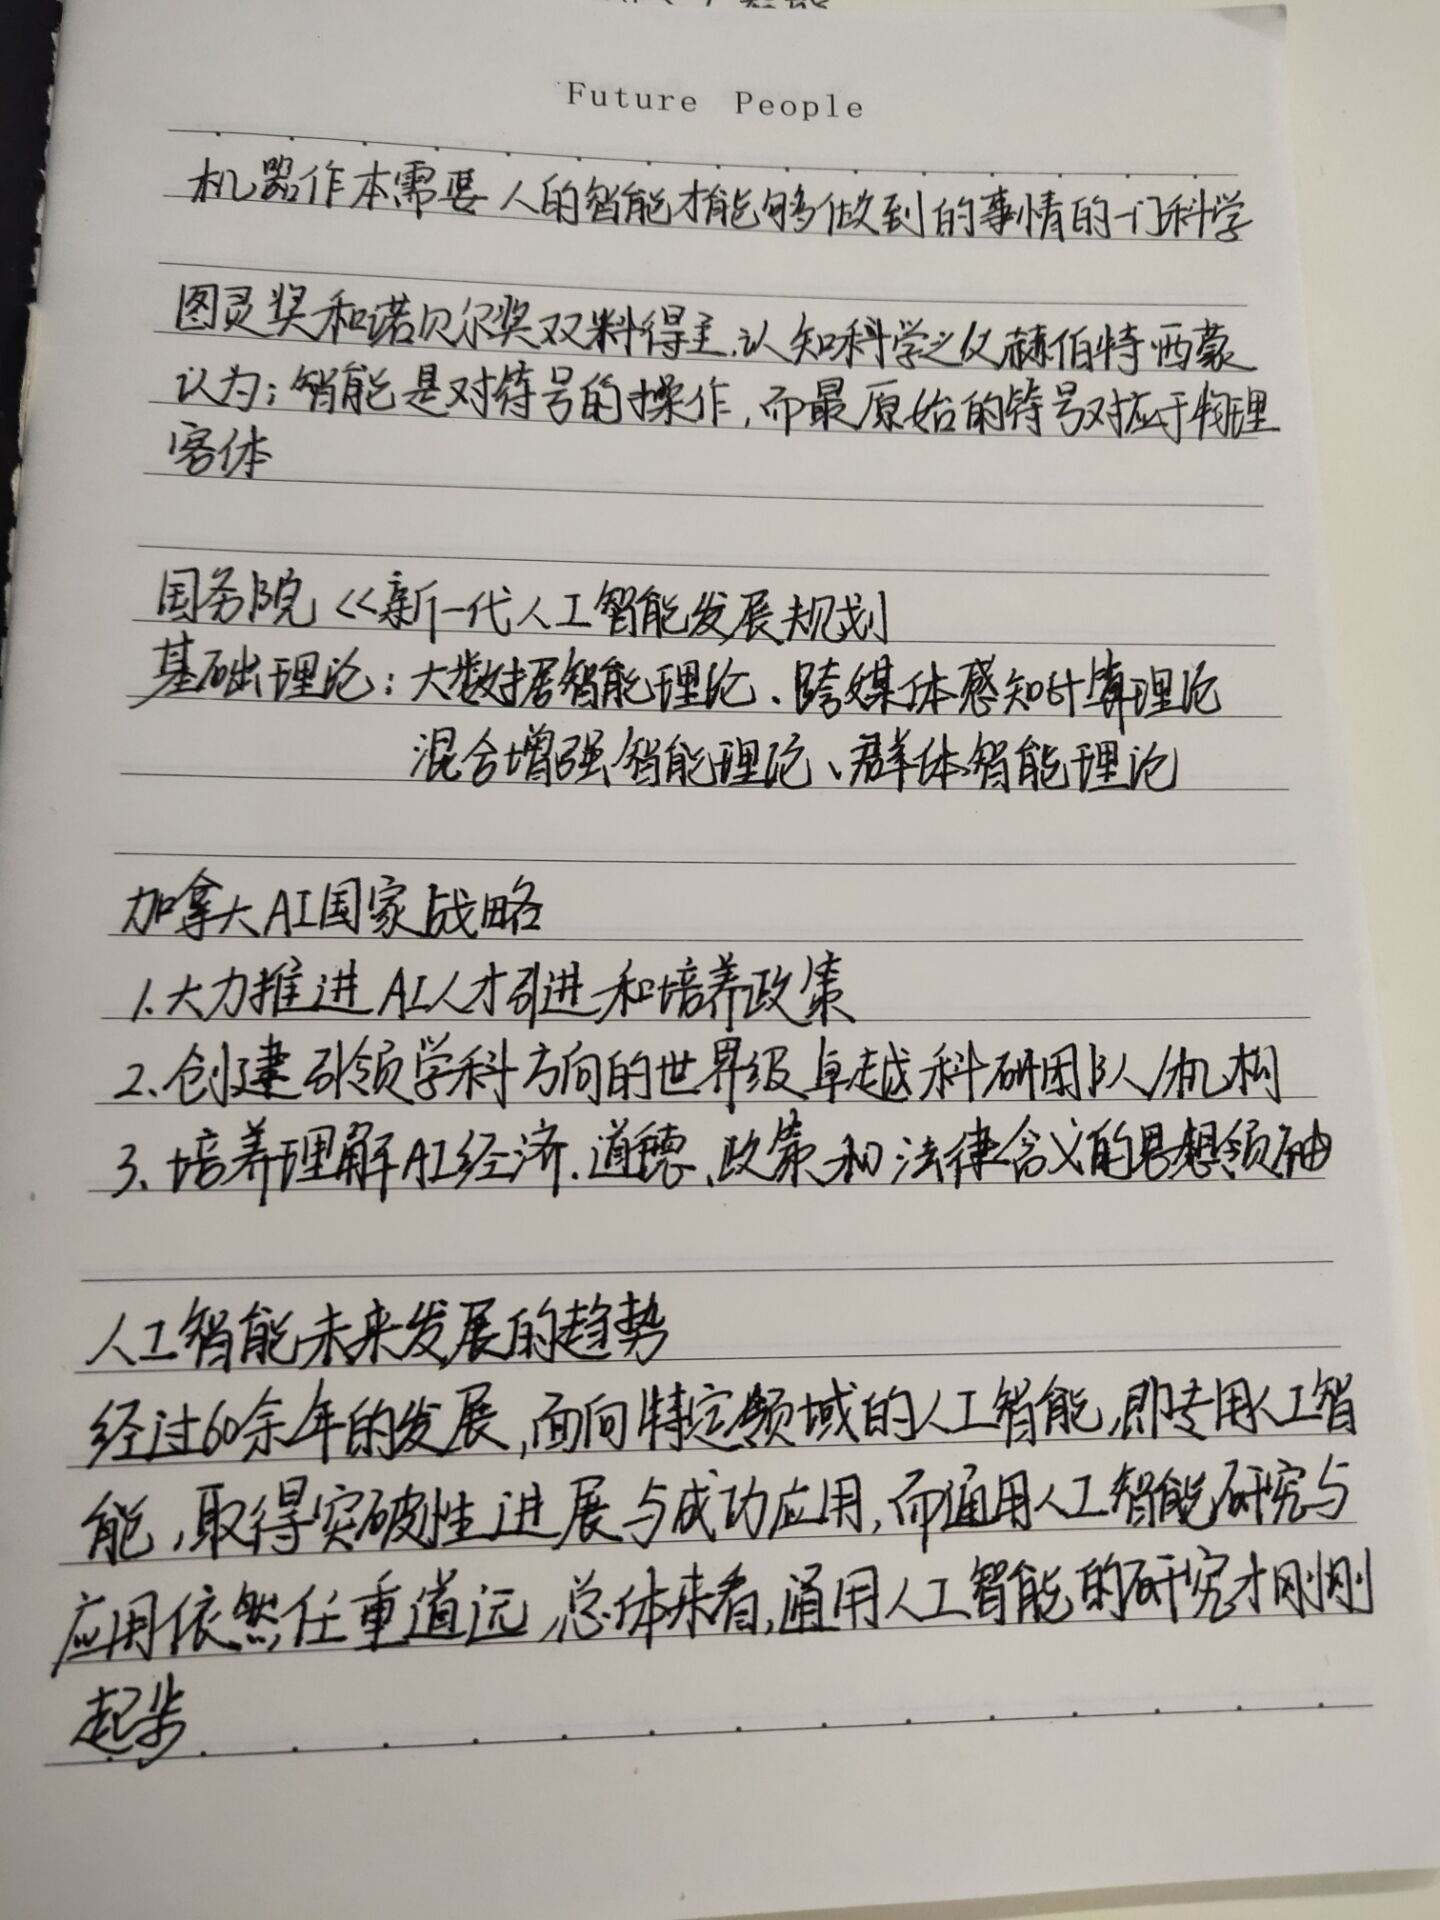 Future People
机器作本需要人的智能才能够做到的事情的一门科学
图灵奖和诺贝尔奖双料得主、认知科学之仪赫伯特西蒙
认为：智能是对符号的操作，而最原始的符号对应于物理
客体
国务院《新一代人工智能发展规划
基础理论：大数据智能理论、跨媒体感知计算理论
混合增强智能理论、群体智能理论
加拿大AI国家战略
1.大力推进AI人才引进和培养政策
2、创建引领学科方向的世界级卓越科研团队/机构
3、培养理解AI经济、道德、政策和法律含义的思想领袖
人工智能未来发展的趋势
经过60余年的发展，面向特定领域的人工智能，即专用人工智
能，取得突破性进展与成功应用，而通用人工智能研究与
应用依然任重道远，总体来看，通用人工智能的研究才刚刚
起步